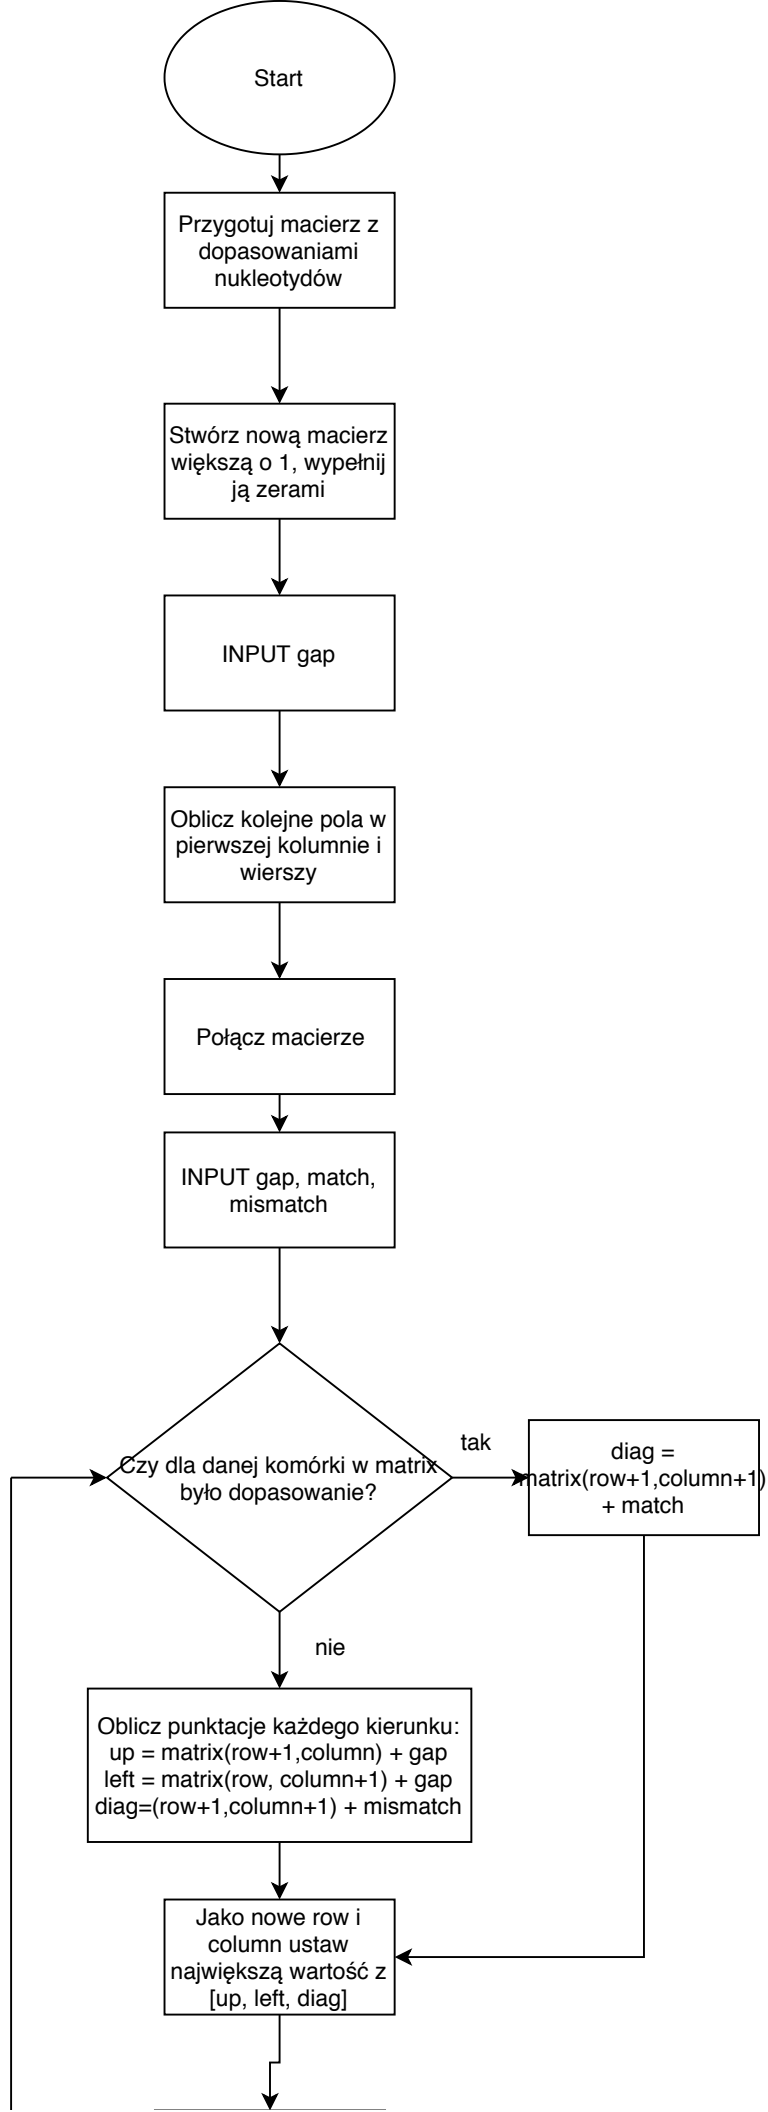 Start
Przygotuj macierz z
dopasowaniami
nukleotydów
Stwórz nową macierz
większą o 1, wypełnij
ją zerami
INPUT gap
Oblicz kolejne pola w
pierwszej kolumnie i
wierszy
Połącz macierze
INPUT gap, match,
mismatch
Czy dla danej komórki w matrix
było dopasowanie?
tak
diag =
matrix(row+1,column+1)
+ match
nie
Oblicz punktacje każdego kierunku:
up = matrix(row+1,column) + gap
left = matrix(row, column+1) + gap
diag=(row+1,column+1) + mismatch
Jako nowe row i
column ustaw
największą wartość z
[up, left, diag]